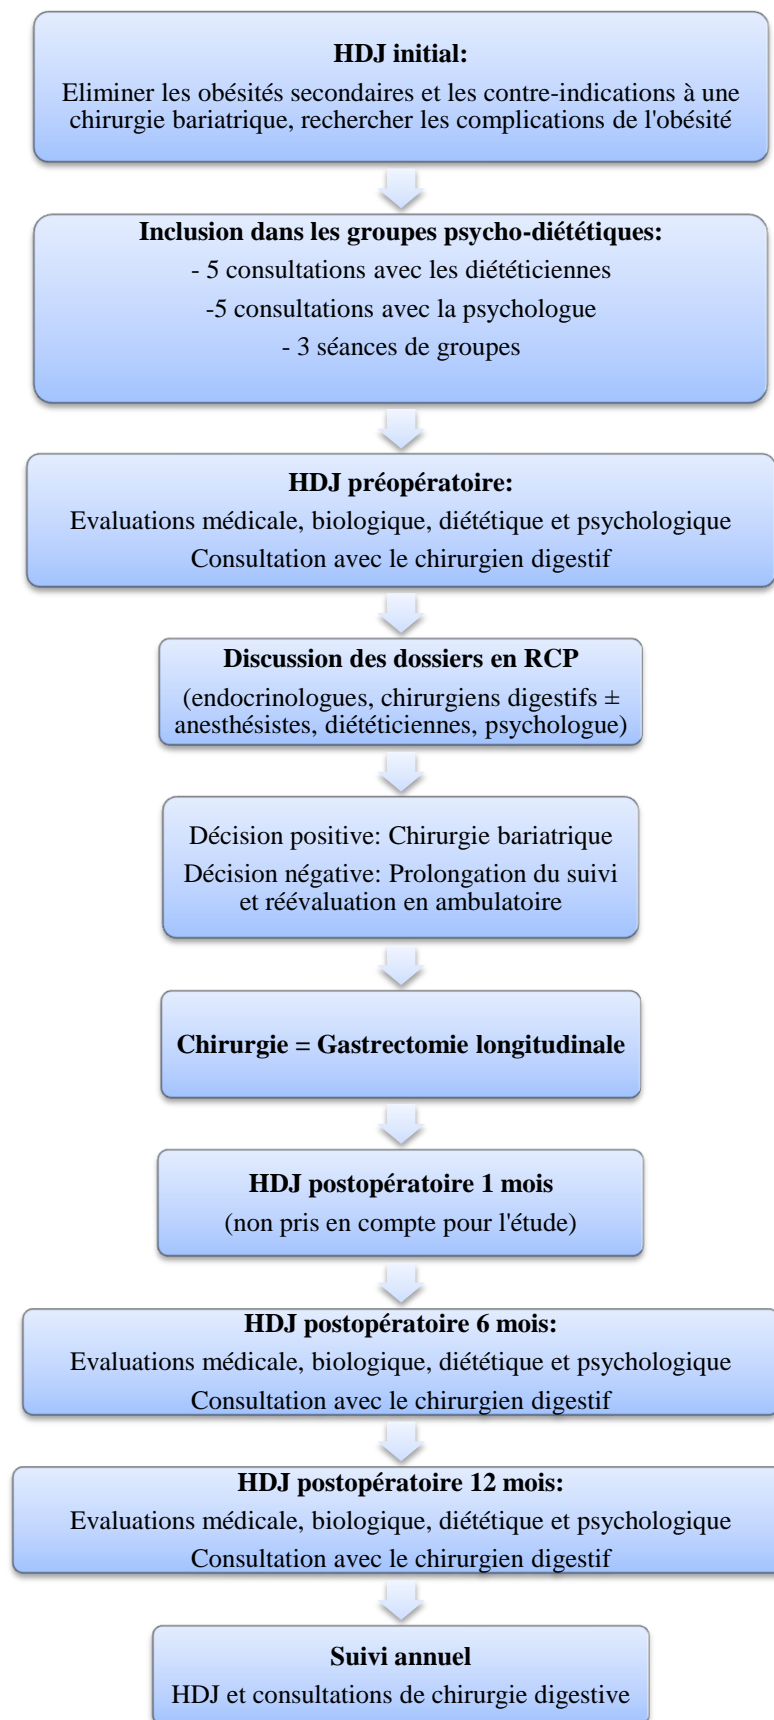 HDJ initial:
Eliminer les obésités secondaires et les contre-indications à une
chirurgie bariatrique, rechercher les complications de l'obésité
Inclusion dans les groupes psycho-diététiques:
- 5 consultations avec les diététiciennes
-5 consultations avec la psychologue
- 3 séances de groupes
HDJ préopératoire:
Evaluations médicale, biologique, diététique et psychologique
Consultation avec le chirurgien digestif
Discussion des dossiers en RCP
(endocrinologues, chirurgiens digestifs ±
anesthésistes, diététiciennes, psychologue)
Décision positive: Chirurgie bariatrique
Décision négative: Prolongation du suivi
et réévaluation en ambulatoire
Chirurgie = Gastrectomie longitudinale
HDJ postopératoire 1 mois
(non pris en compte pour l'étude)
HDJ postopératoire 6 mois:
Evaluations médicale, biologique, diététique et psychologique
Consultation avec le chirurgien digestif
HDJ postopératoire 12 mois:
Evaluations médicale, biologique, diététique et psychologique
Consultation avec le chirurgien digestif
Suivi annuel
HDJ et consultations de chirurgie digestive